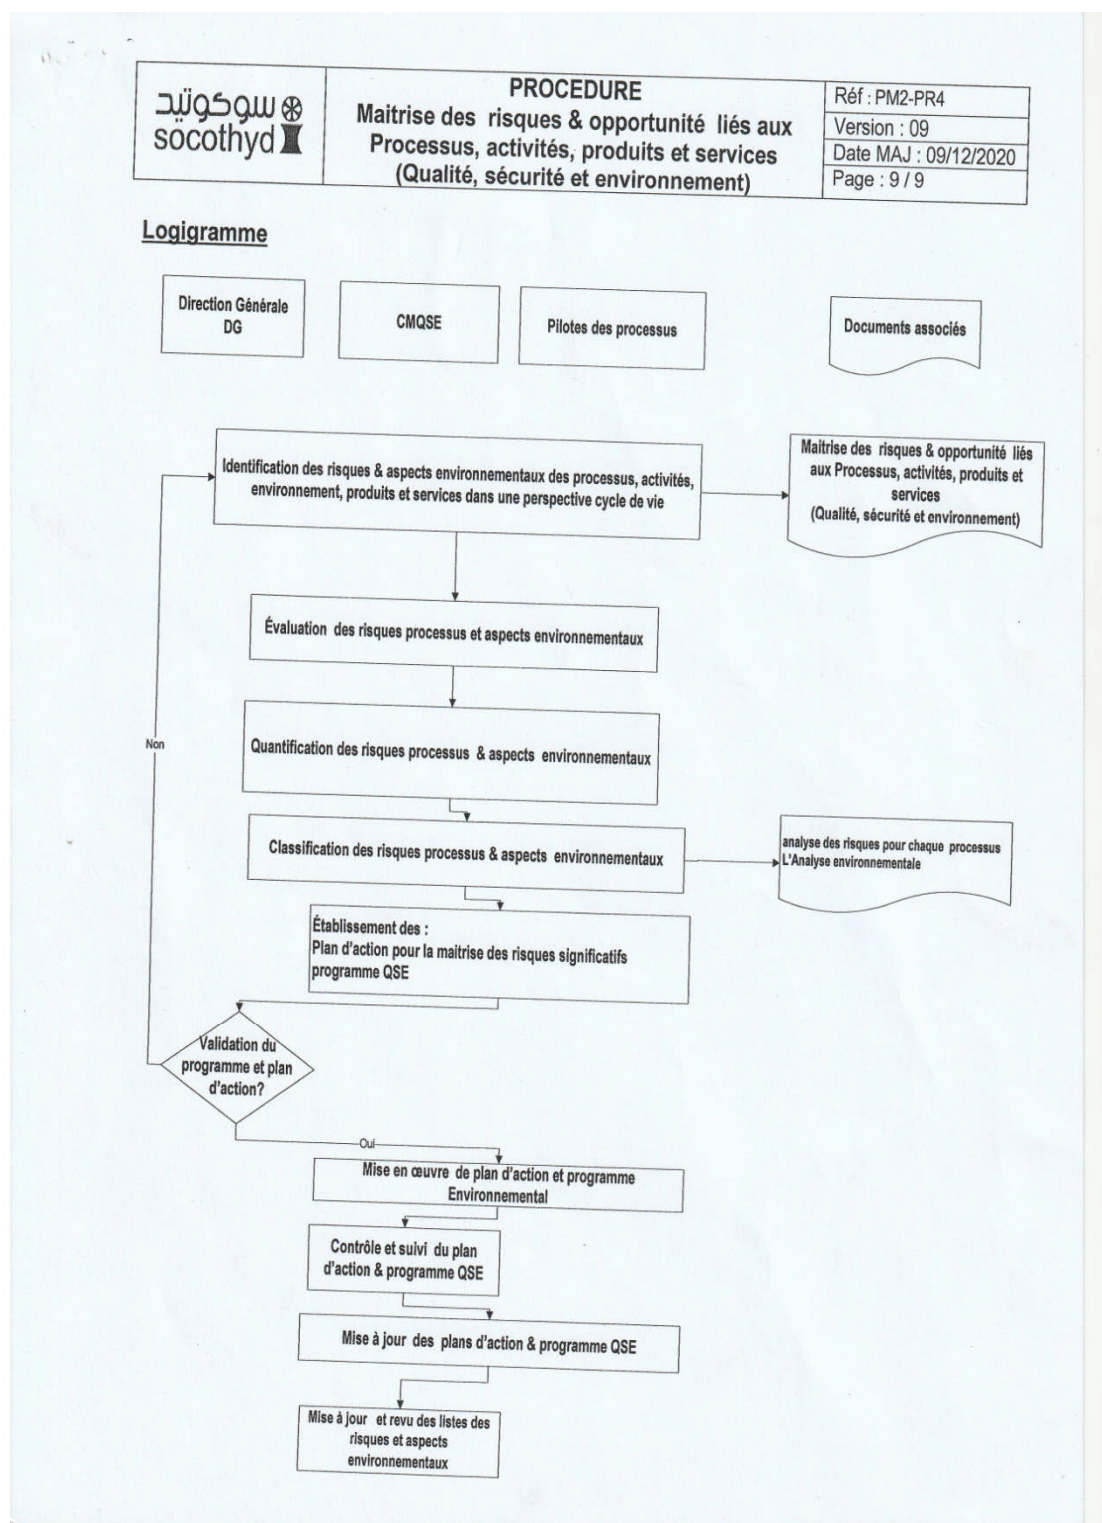 سوكوتيد
socothyd
PROCEDURE
Maitrise des risques & opportunité liés aux
Processus, activités, produits et services
(Qualité, sécurité et environnement)
Réf : PM2-PR4
Version : 09
Date MAJ : 09/12/2020
Page : 9 / 9
Logigramme
Direction Générale
DG
CMQSE
Pilotes des processus
Documents associés
Identification des risques & aspects environnementaux des processus, activités,
environnement, produits et services dans une perspective cycle de vie
Maitrise des risques & opportunité liés
aux Processus, activités, produits et
services
(Qualité, sécurité et environnement)
Évaluation des risques processus et aspects environnementaux
Non
Quantification des risques processus & aspects environnementaux
Classification des risques processus & aspects environnementaux
analyse des risques pour chaque processus
L'Analyse environnementale
Établissement des :
Plan d'action pour la maitrise des risques significatifs
programme QSE
Validation du
programme et plan
d'action?
Oui
Mise en œuvre de plan d'action et programme
Environnemental
Contrôle et suivi du plan
d'action & programme QSE
Mise à jour des plans d'action & programme QSE
Mise à jour et revu des listes des
risques et aspects
environnementaux